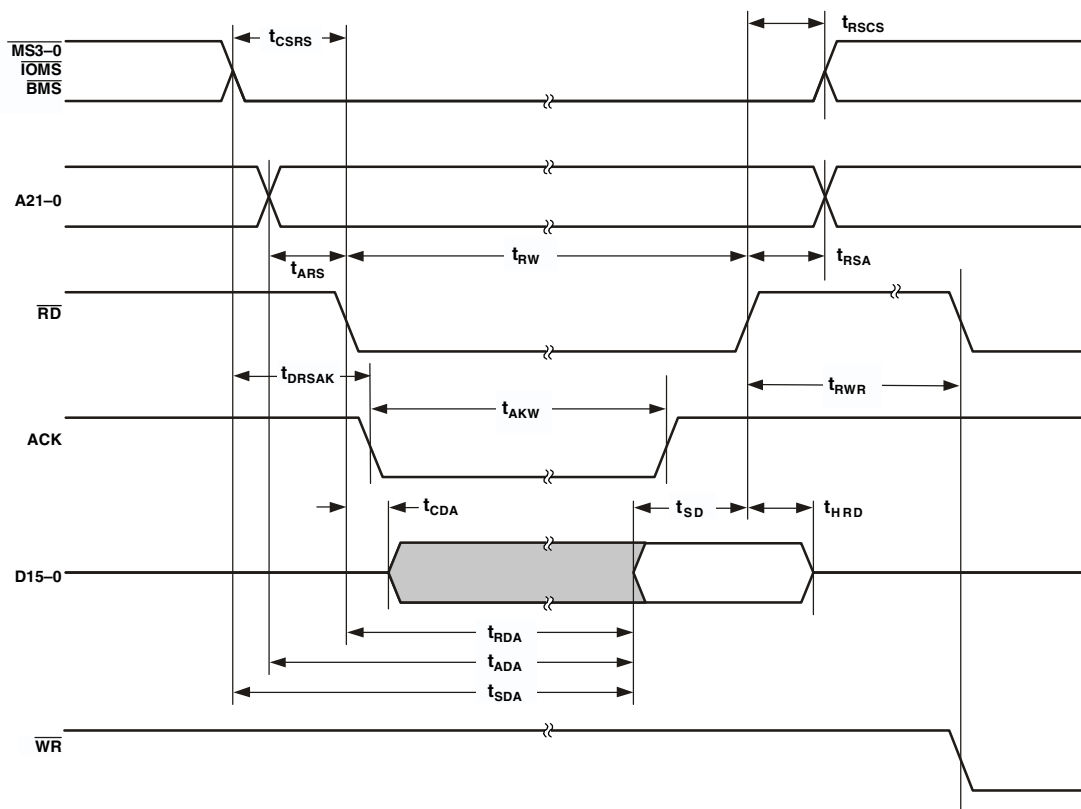 tCSRS
tRSCS
MS3–0
IOMS
BMS
A21–0
tARS
tRW
tRSA
RD
tDRSAK
tAKW
tRWR
ACK
tCDA
tSD
tHRD
D15–0
tRDA
tADA
tSDA
WR